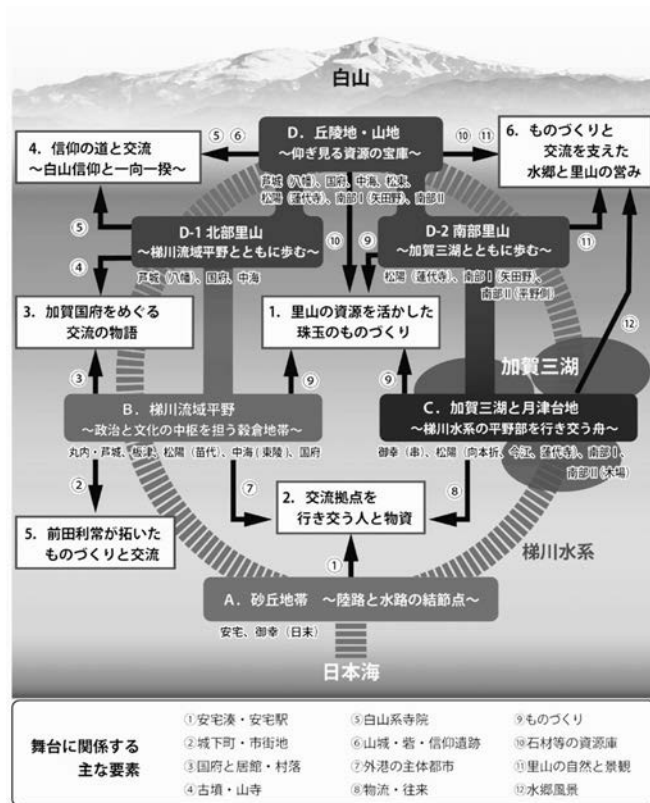 白山
D．丘陵地・山地
～仰ぎ見る資源の宝庫～
芦城（八幡）、国府、中海、松東、
松陽（蓮代寺）、南部Ⅰ（矢田野）、南部Ⅱ
⑤ ⑥
⑩ ⑪
4．信仰の道と交流
～白山信仰と一向一揆～
6．ものづくりと
交流を支えた
水郷と里山の営み
D-1 北部里山
～梯川流域平野とともに歩む～
芦城（八幡）、国府、中海
D-2 南部里山
～加賀三湖とともに歩む～
松陽（蓮代寺）、南部Ⅰ（矢田野）、
南部Ⅱ（平野側）
⑤
④
⑩
⑨
⑪
3．加賀国府をめぐる
交流の物語
1．里山の資源を活かした
珠玉のものづくり
⑫
加賀三湖
③
⑨
⑨
B．梯川流域平野
～政治と文化の中枢を担う穀倉地帯～
丸内・芦城、板津、松陽（苗代）、中海（東陵）、国府
C．加賀三湖と月津台地
～梯川水系の平野部を行き交う舟～
御幸（串）、松陽（向本折、今江、蓮代寺）、南部Ⅰ、
南部Ⅱ（木場）
②
⑦
⑧
2．交流拠点を
行き交う人と物資
5．前田利常が拓いた
ものづくりと交流
梯川水系
①
A．砂丘地帯　～陸路と水路の結節点～
安宅、御幸（日末）
日本海
舞台に関係する
主な要素
①安宅湊・安宅駅
②城下町・市街地
③国府と居館・村落
④古墳・山寺
⑤白山系寺院
⑥山城・砦・信仰遺跡
⑦外港の主体都市
⑧物流・往来
⑨ものづくり
⑩石材等の資源庫
⑪里山の自然と景観
⑫水郷風景